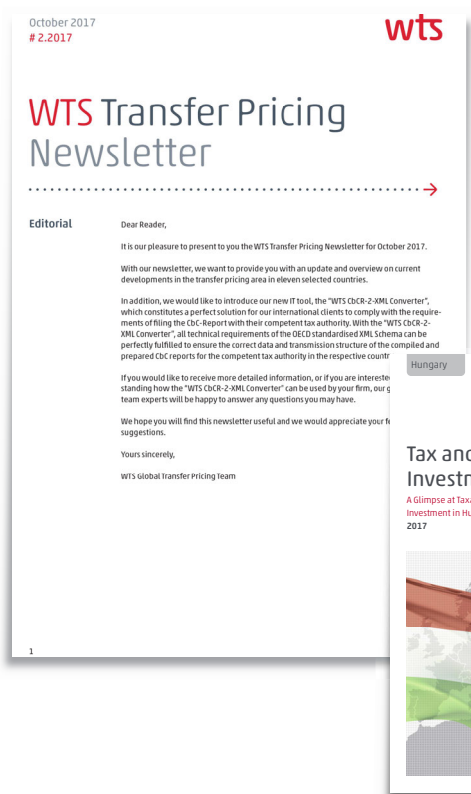 October 2017
# 2.2017
wts
WTS Transfer Pricing
Newsletter
Editorial
Dear Reader,
It is our pleasure to present to you the WTS Transfer Pricing Newsletter for October 2017.
With our newsletter, we want to provide you with an update and overview on current
developments in the transfer pricing area in eleven selected countries.
In addition, we would like to introduce our new IT tool, the “WTS CbCR-2-XML Converter”,
which constitutes a perfect solution for our international clients to comply with the require-
ments of filing the CbC-Report with their competent tax authority. With the “WTS CbCR-2-
XML Converter”, all technical requirements of the OECD standardised XML Schema can be
perfectly fulfilled to ensure the correct data and transmission structure of the compiled and
prepared CbC reports for the competent tax authority in the respective
If you would like to receive more detailed information, or if you are
standing how the “WTS CbCR-2-XML Converter” can be used by your firm, our
team experts will be happy to answer any questions you may have.
We hope you will find this newsletter useful and we would appreciate your
suggestions.
Yours sincerely,
WTS Global Transfer Pricing Team
1
Hungary
Tax and
A Glimpse at
Investment in
2017